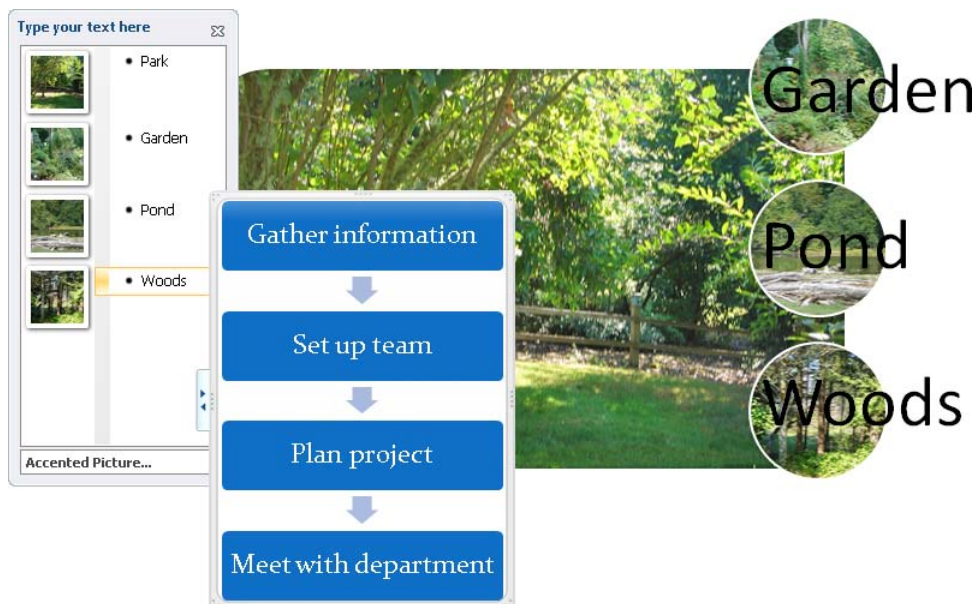 Type your text here
Park
Garden
Pond
Woods
Accented Picture...
Gather information
Set up team
Plan project
Meet with department
Garden
Pond
Woods